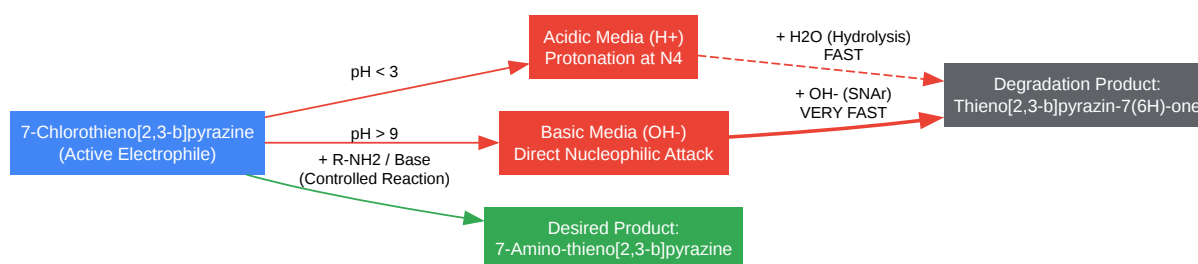 Acidic Media (H+)
Protonation at N4
+ H2O (Hydrolysis)
FAST
pH < 3
Degradation Product:
Thieno[2,3-b]pyrazin-7(6H)-one
+ OH- (SNAr)
VERY FAST
7-Chlorothieno[2,3-b]pyrazine
(Active Electrophile)
pH > 9
Basic Media (OH-)
Direct Nucleophilic Attack
+ R-NH2 / Base
(Controlled Reaction)
Desired Product:
7-Amino-thieno[2,3-b]pyrazine